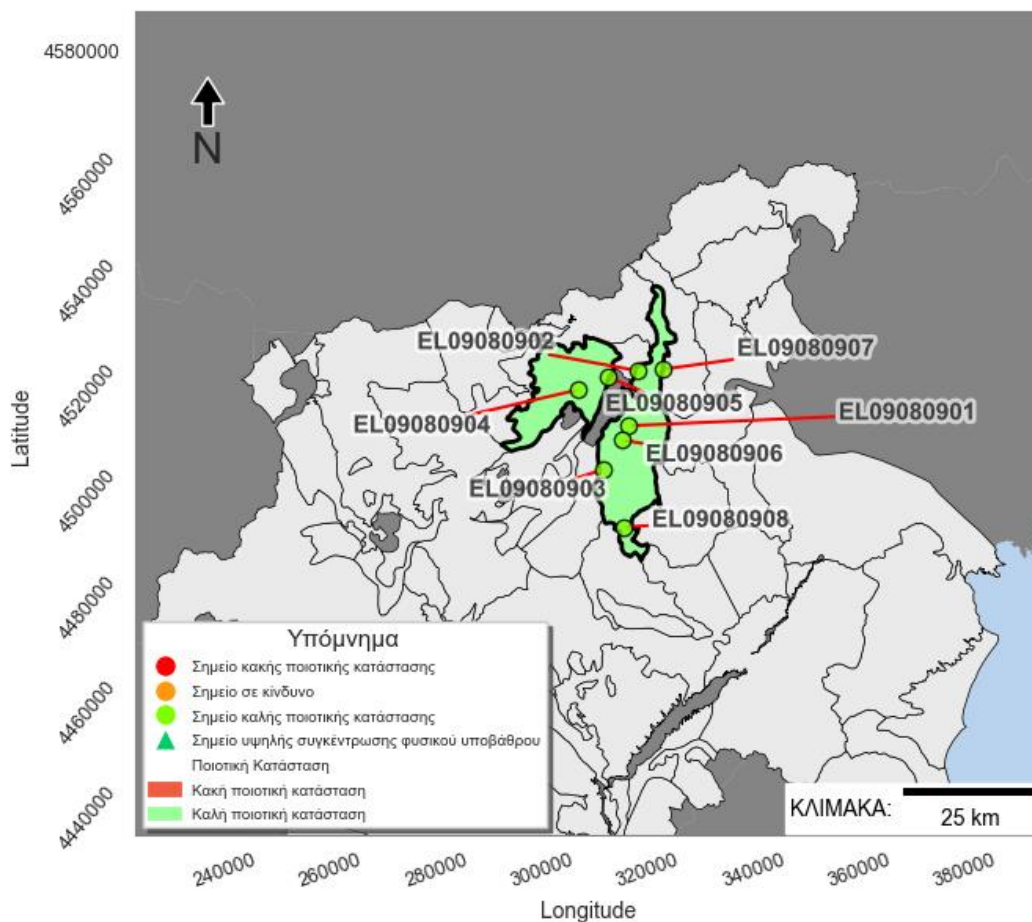 4580000
N
4560000
4540000
4520000
4500000
4480000
4460000
4440000
Latitude
EL09080902
EL09080907
EL09080905
EL09080904
EL09080901
EL09080906
EL09080903
EL09080908
Υπόμνημα
Σημείο κακής ποιοτικής κατάστασης
Σημείο σε κίνδυνο
Σημείο καλής ποιοτικής κατάστασης
Σημείο υψηλής συγκέντρωσης φυσικού υποβάθρου
Ποιοτική Κατάσταση
Κακή ποιοτική κατάσταση
Καλή ποιοτική κατάσταση
ΚΛΙΜΑΚΑ:
25 km
240000
260000
280000
300000
320000
340000
360000
380000
Longitude